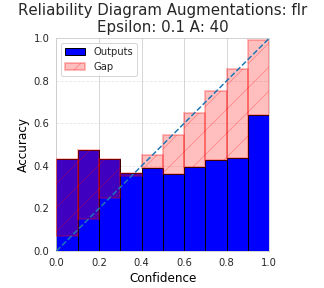 Reliability Diagram Augmentations: flr
Epsilon: 0.1 A: 40
Outputs
Gap
Accuracy
1.0
0.8
0.6
0.4
0.2
0.0
0.0 0.2 0.4 0.6 0.8 1.0
Confidence